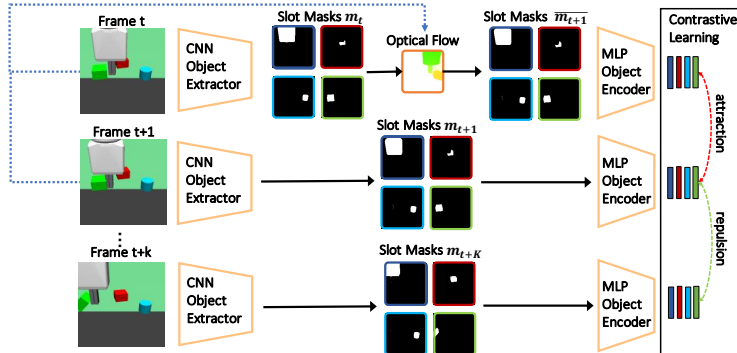 Frame t
CNN
Object
Extractor
Slot Masks m_t
Optical Flow
Slot Masks \overline{m_{t+1}}
MLP
Object
Encoder
Contrastive
Learning
attraction
Frame t+1
CNN
Object
Extractor
Slot Masks m_{t+1}
MLP
Object
Encoder
repulsion
Frame t+k
CNN
Object
Extractor
Slot Masks m_{t+K}
MLP
Object
Encoder